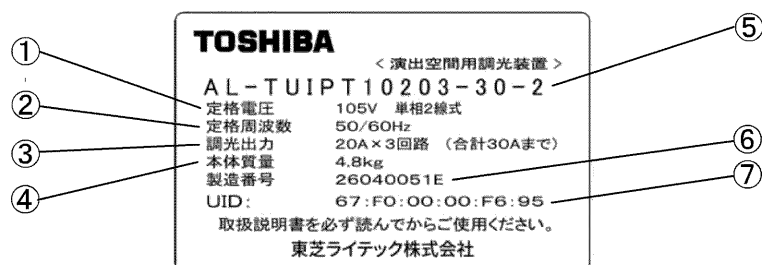 TOSHIBA
< 演出空間用調光装置 >
AL-TUIPT10203-30-2
定格電圧 105V 単相2線式
定格周波数 50/60Hz
調光出力 20A×3回路 (合計30Aまで)
本体質量 4.8kg
製造番号 26040051E
UID: 67:F0:00:00:F6:95
取扱説明書を必ず読んでからご使用ください。
東芝ライテック株式会社
①
②
③
④
⑤
⑥
⑦